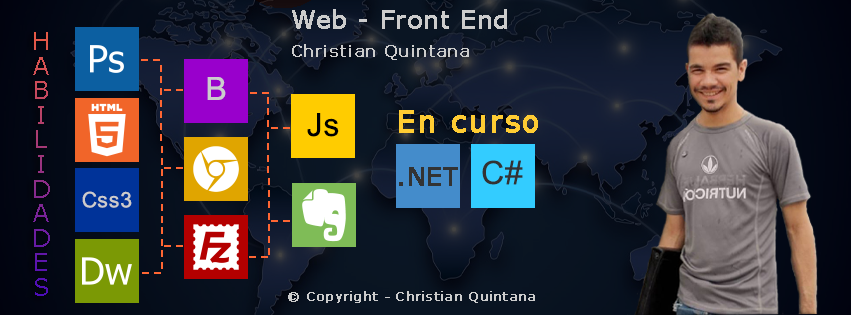 Web - Front End
Christian Quintana
HABILIDADES
Ps
HTML
5
Css3
Dw
B
Fz
Js
En curso
.NET
C#
NUTRICO
© Copyright - Christian Quintana